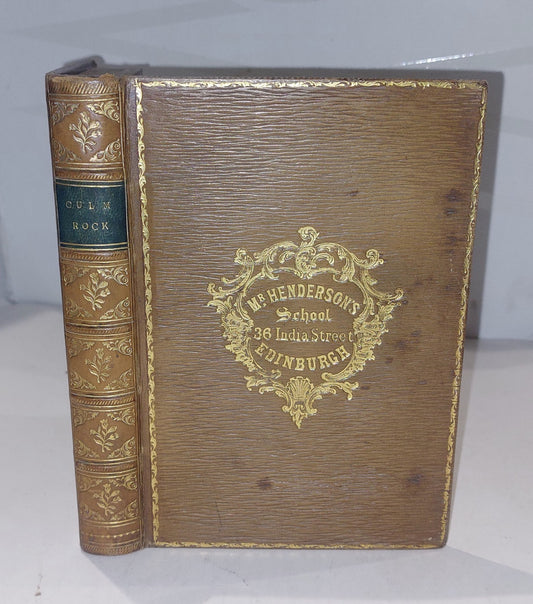 CULM
ROCK
MR HENDERSON'S
School
36 India Street
EDINBURGH